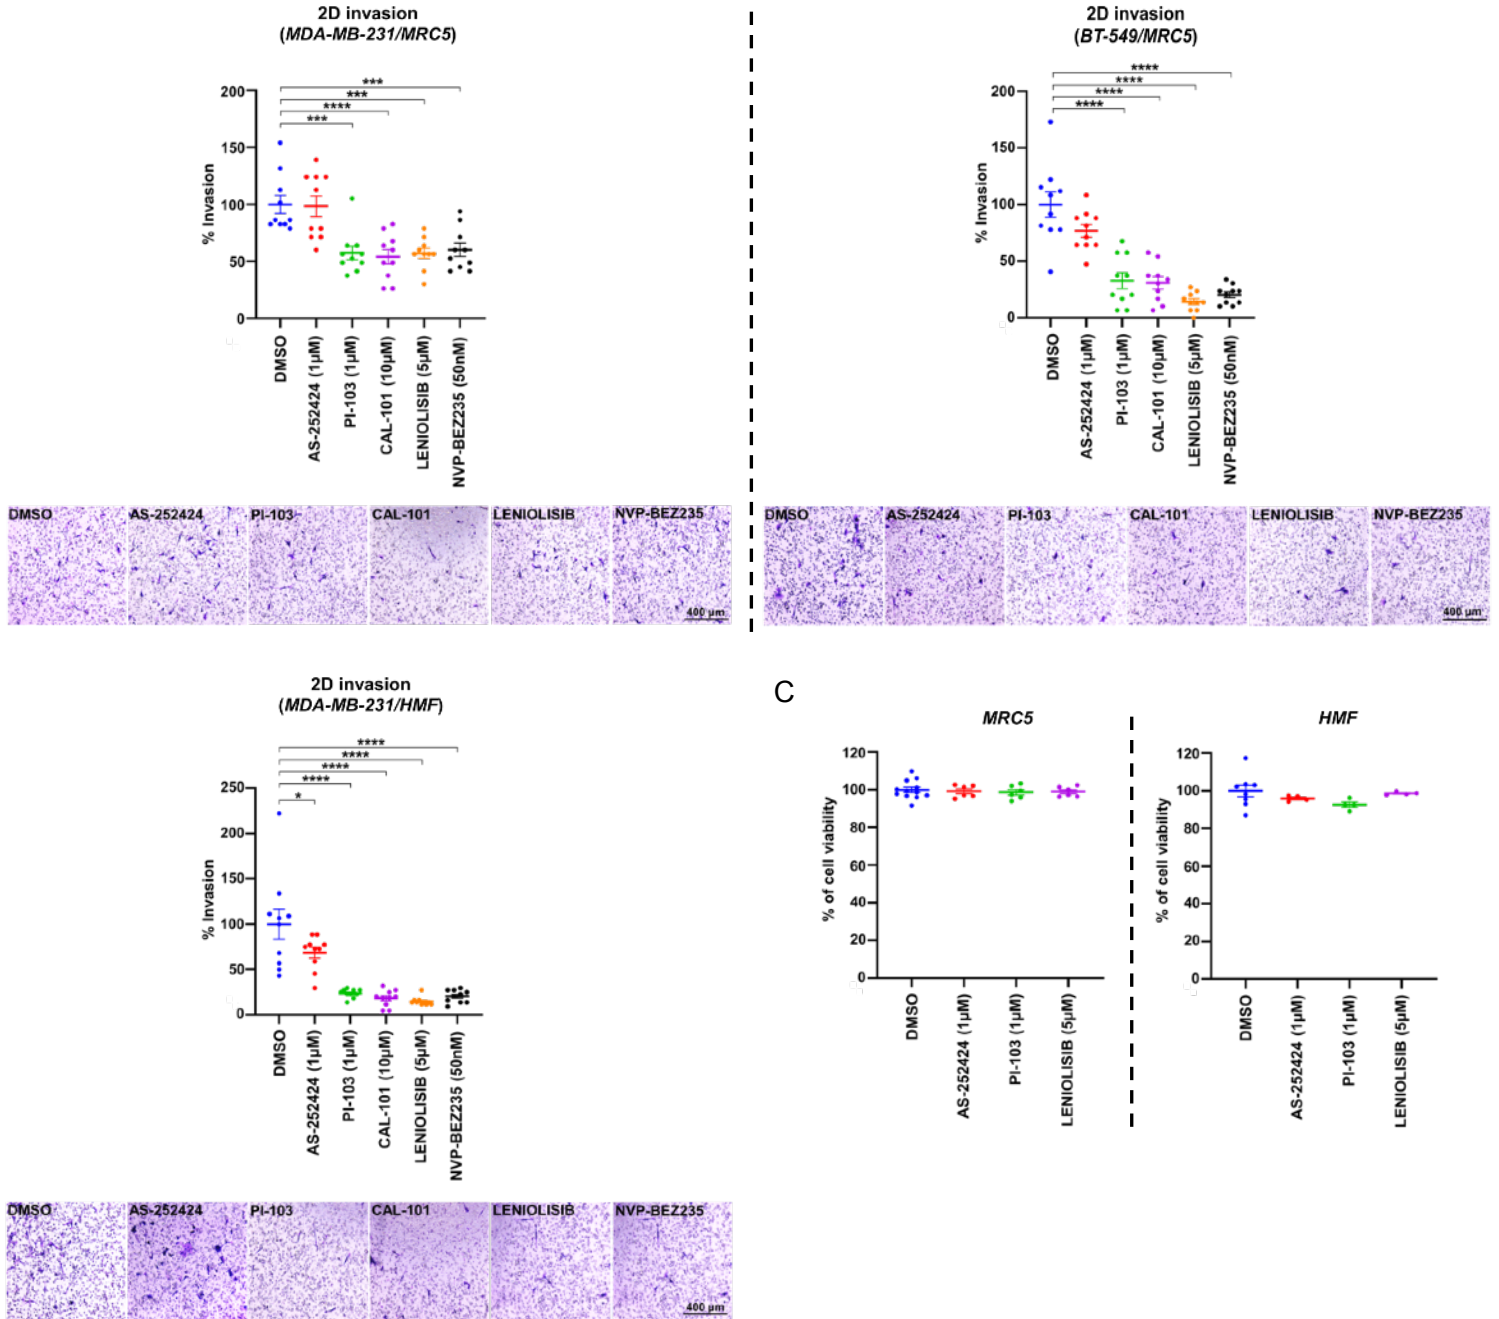 2D invasion
(MDA-MB-231/MRC5)
***
***
****
***
200
150
100
50
0
% Invasion
DMSO
AS-252424 (1µM)
PI-103 (1µM)
CAL-101 (10µM)
LENIOLISIB (5µM)
NVP-BEZ235 (50nM)
DMSO
AS-252424
PI-103
CAL-101
LENIOLISIB
NVP-BEZ235
400 µm
2D invasion
(BT-549/MRC5)
****
****
****
****
200
150
100
50
0
% Invasion
DMSO
AS-252424 (1µM)
PI-103 (1µM)
CAL-101 (10µM)
LENIOLISIB (5µM)
NVP-BEZ235 (50nM)
DMSO
AS-252424
PI-103
CAL-101
LENIOLISIB
NVP-BEZ235
400 µm
2D invasion
(MDA-MB-231/HMF)
****
****
****
****
*
250
200
150
100
50
0
% Invasion
DMSO
AS-252424 (1µM)
PI-103 (1µM)
CAL-101 (10µM)
LENIOLISIB (5µM)
NVP-BEZ235 (50nM)
DMSO
AS-252424
PI-103
CAL-101
LENIOLISIB
NVP-BEZ235
400 µm
C
MRC5
120
100
80
60
40
20
0
% of cell viability
DMSO
AS-252424 (1µM)
PI-103 (1µM)
LENIOLISIB (5µM)
HMF
120
100
80
60
40
20
0
% of cell viability
DMSO
AS-252424 (1µM)
PI-103 (1µM)
LENIOLISIB (5µM)